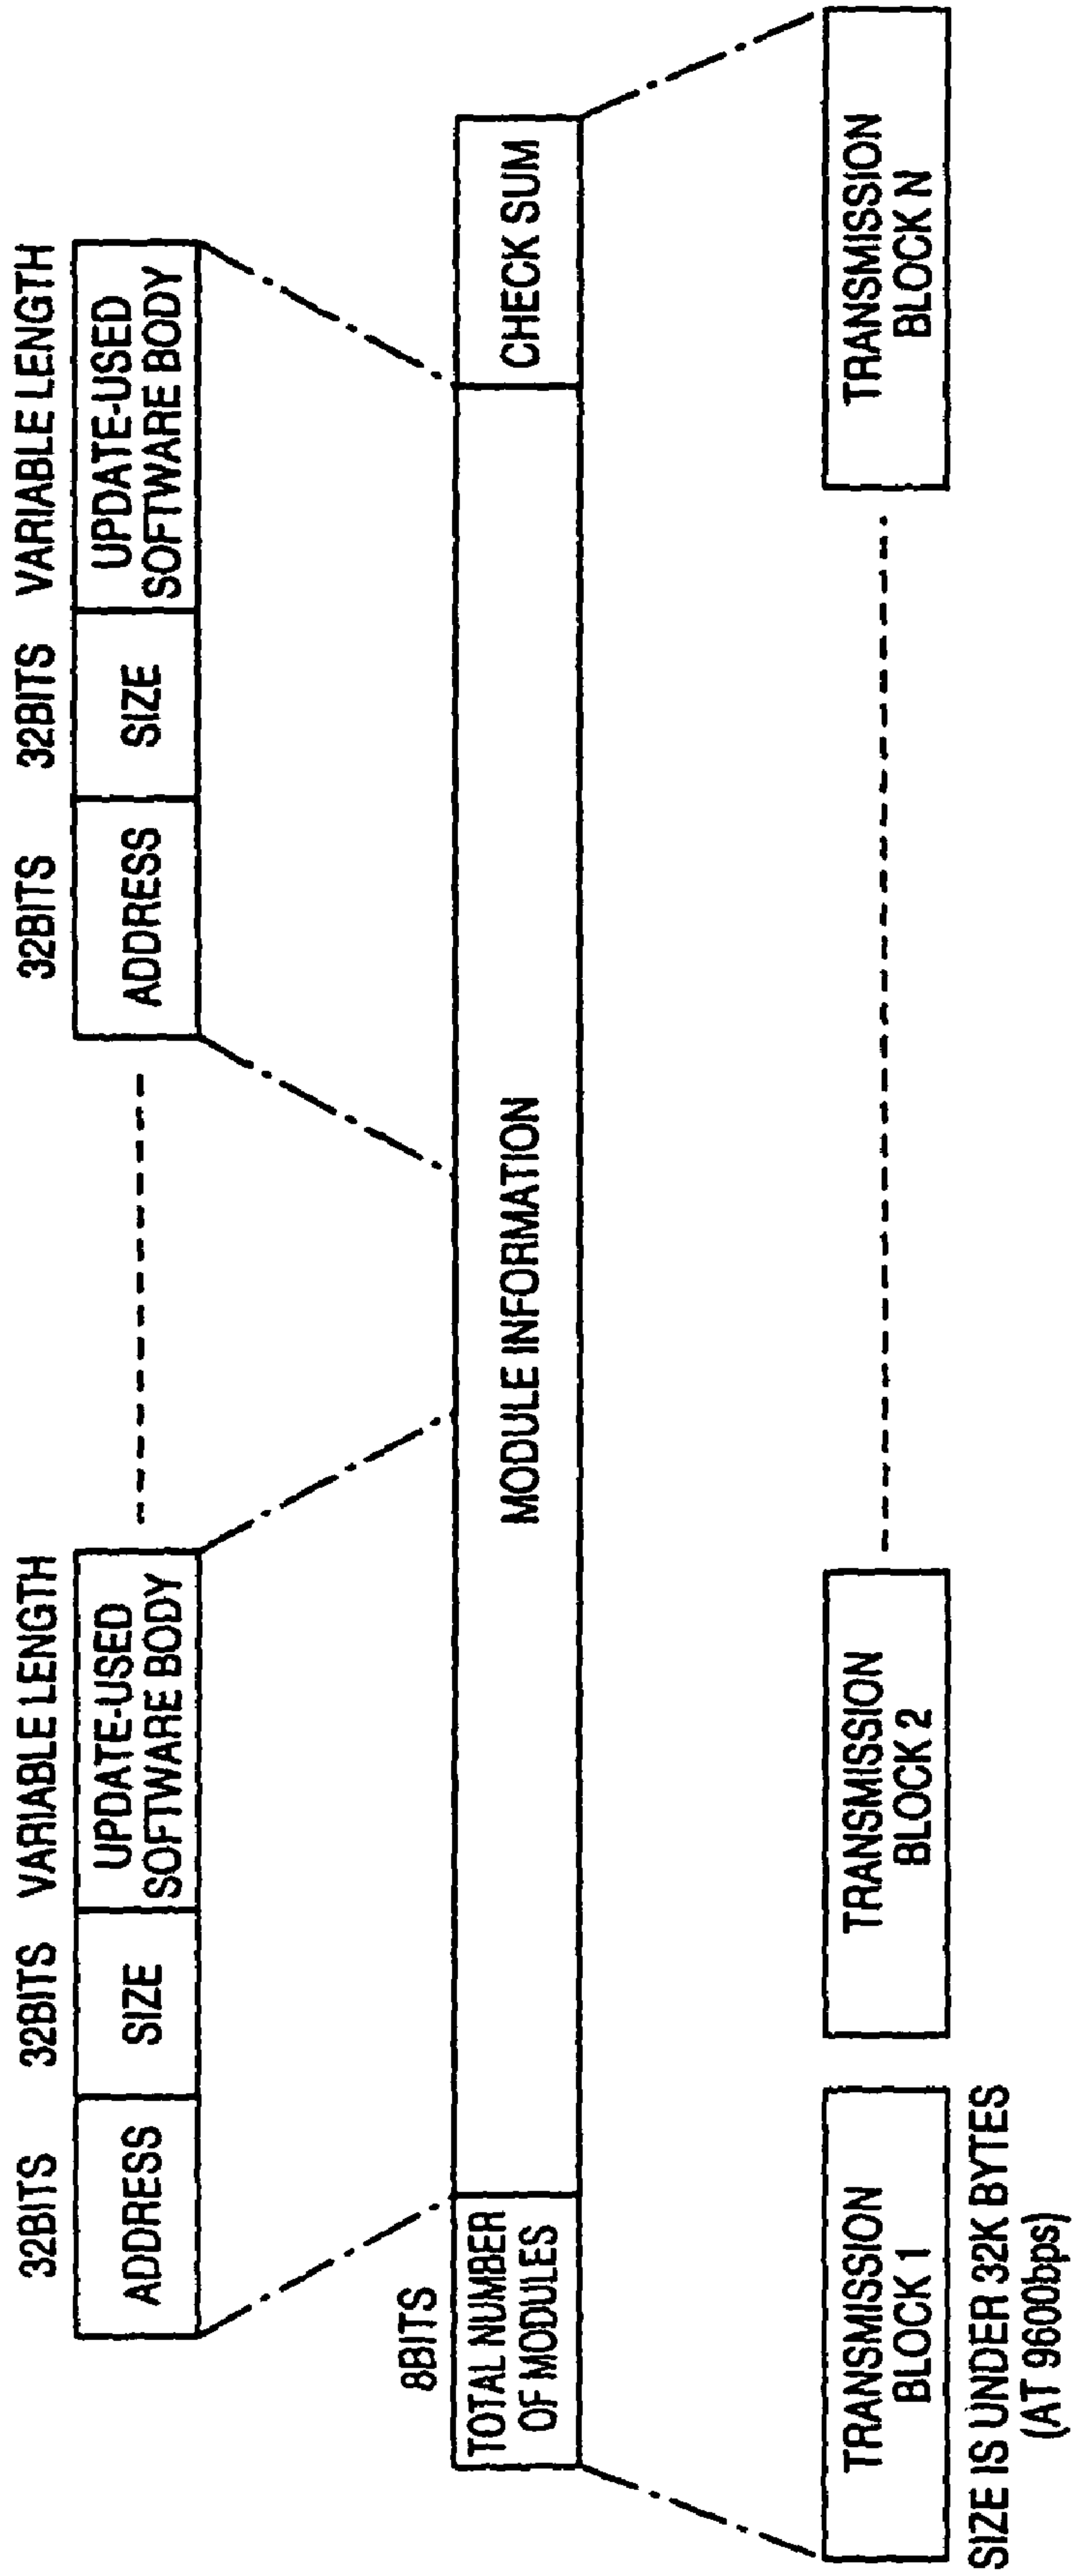 32BITS
32BITS
VARIABLE LENGTH
32BITS
32BITS
VARIABLE LENGTH
ADDRESS
SIZE
UPDATE-USED
SOFTWARE BODY
ADDRESS
SIZE
UPDATE-USED
SOFTWARE BODY
8BITS
TOTAL NUMBER
OF MODULES
MODULE INFORMATION
CHECK SUM
TRANSMISSION
BLOCK 1
TRANSMISSION
BLOCK 2
TRANSMISSION
BLOCK N
SIZE IS UNDER 32K BYTES
(AT 9600bps)